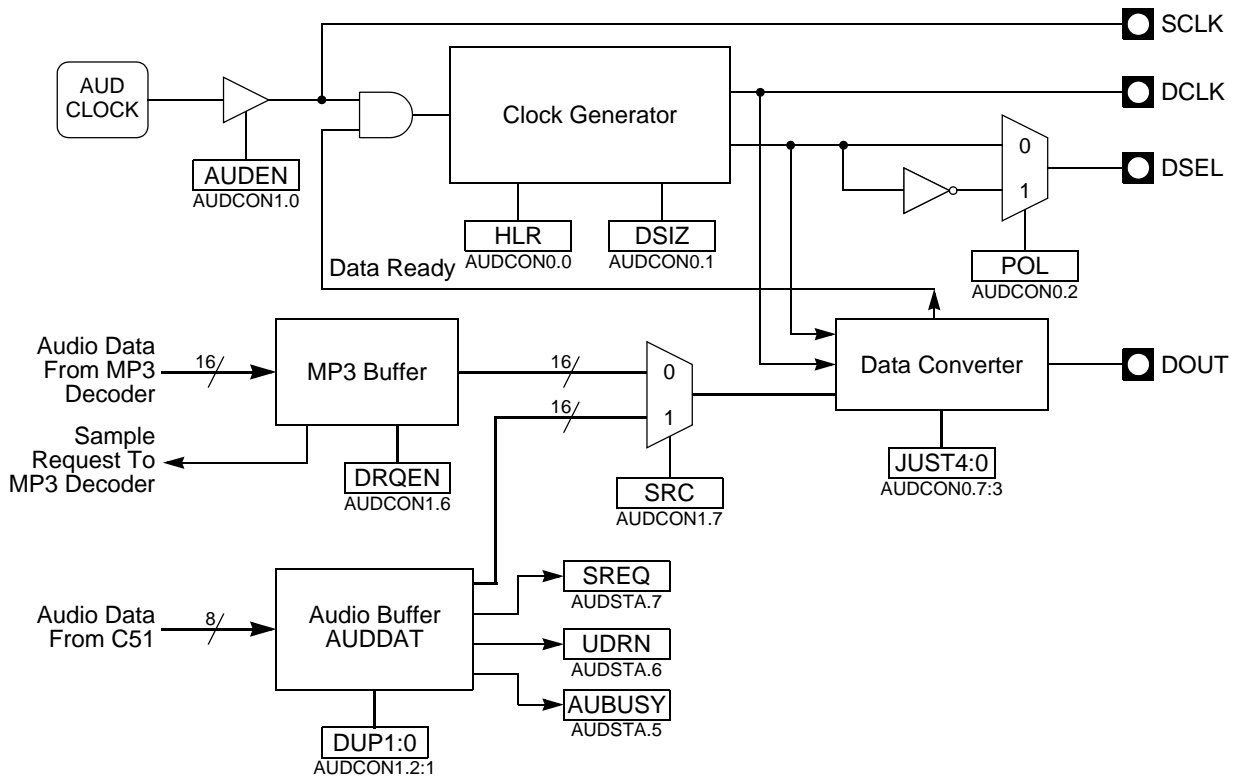 SCLK
AUD
CLOCK
Clock Generator
DCLK
0
1
DSEL
AUDEN
AUDCON1.0
HLR
AUDCON0.0
DSIZ
AUDCON0.1
POL
AUDCON0.2
Data Ready
Audio Data
From MP3
Decoder
16
MP3 Buffer
16
0
1
16
Data Converter
DOUT
Sample
Request To
MP3 Decoder
DRQEN
AUDCON1.6
SRC
AUDCON1.7
JUST4:0
AUDCON0.7:3
Audio Data
From C51
8
Audio Buffer
AUDDAT
SREQ
AUDSTA.7
UDRN
AUDSTA.6
AUBUSY
AUDSTA.5
DUP1:0
AUDCON1.2:1